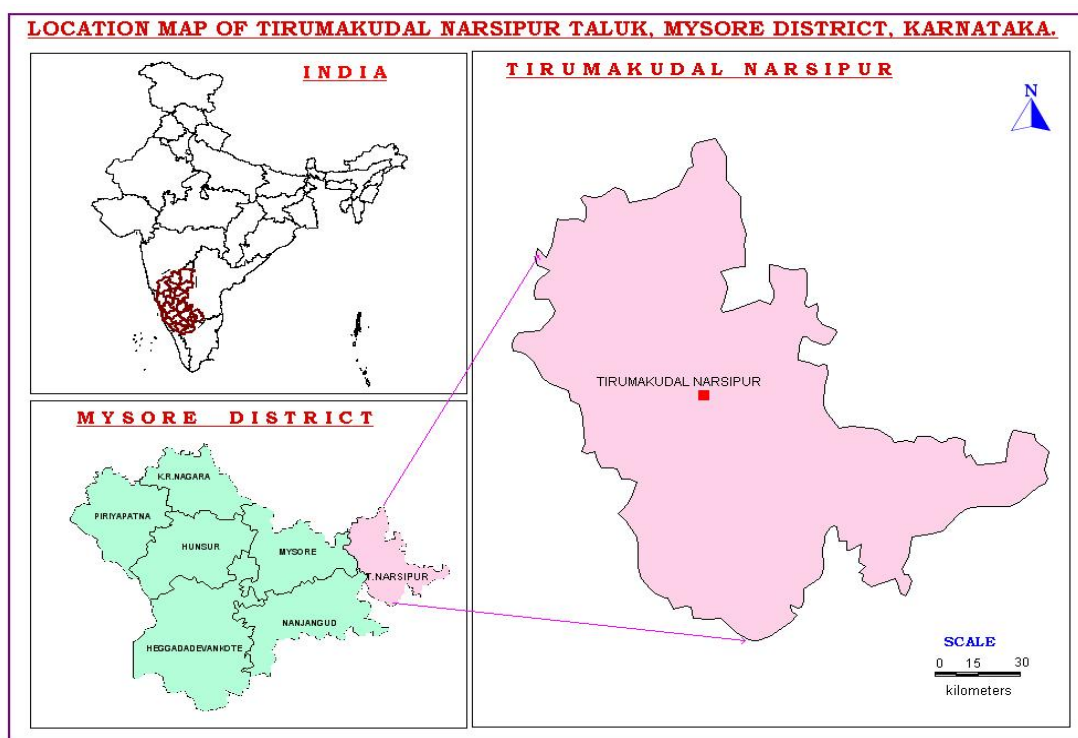 LOCATION MAP OF TIRUMAKUDAL NARSIPUR TALUK, MYSORE DISTRICT, KARNATAKA.
INDIA
TIRUMAKUDAL NARSIPUR
N
TIRUMAKUDAL NARSIPUR
MYSORE DISTRICT
K.R.NAGARA
PIRIYAPATNA
HUNSUR
MYSORE
T.NARSIPUR
NANJANGUD
HEGGADADEVANKOTE
SCALE
0 15 30
kilometers